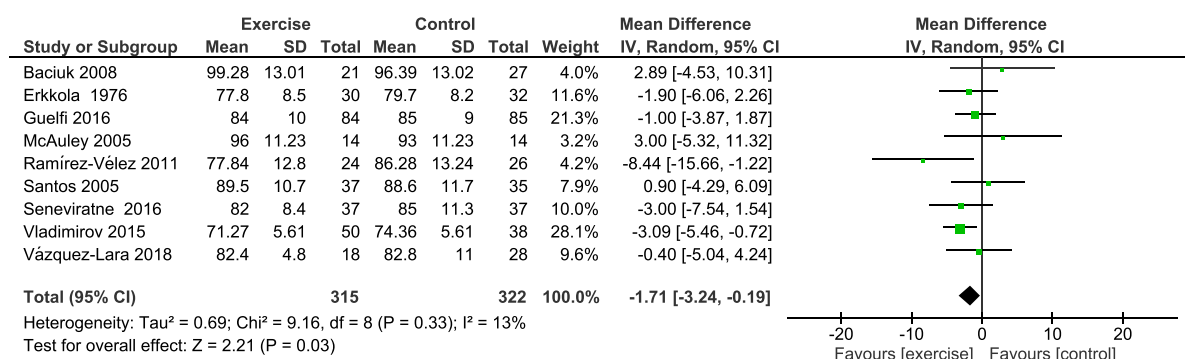 Exercise Control Mean Difference Mean Difference
Study or Subgroup Mean SD Total Mean SD Total Weight IV, Random, 95% CI IV, Random, 95% CI
Baciuk 2008 99.28 13.01 21 96.39 13.02 27 4.0% 2.89 [-4.53, 10.31]
Erkkola 1976 77.8 8.5 30 79.7 8.2 32 11.6% -1.90 [-6.06, 2.26]
Guelfi 2016 84 10 84 85 9 85 21.3% -1.00 [-3.87, 1.87]
McAuley 2005 96 11.23 14 93 11.23 14 3.2% 3.00 [-5.32, 11.32]
Ramírez-Vélez 2011 77.84 12.8 24 86.28 13.24 26 4.2% -8.44 [-15.66, -1.22]
Santos 2005 89.5 10.7 37 88.6 11.7 35 7.9% 0.90 [-4.29, 6.09]
Seneviratne 2016 82 8.4 37 85 11.3 37 10.0% -3.00 [-7.54, 1.54]
Vladimirov 2015 71.27 5.61 50 74.36 5.61 38 28.1% -3.09 [-5.46, -0.72]
Vázquez-Lara 2018 82.4 4.8 18 82.8 11 28 9.6% -0.40 [-5.04, 4.24]
Total (95% CI) 315 322 100.0% -1.71 [-3.24, -0.19]
Heterogeneity: Tau² = 0.69; Chi² = 9.16, df = 8 (P = 0.33); I² = 13%
Test for overall effect: Z = 2.21 (P = 0.03)
-20 -10 0 10 20
Favours [exercise] Favours [control]